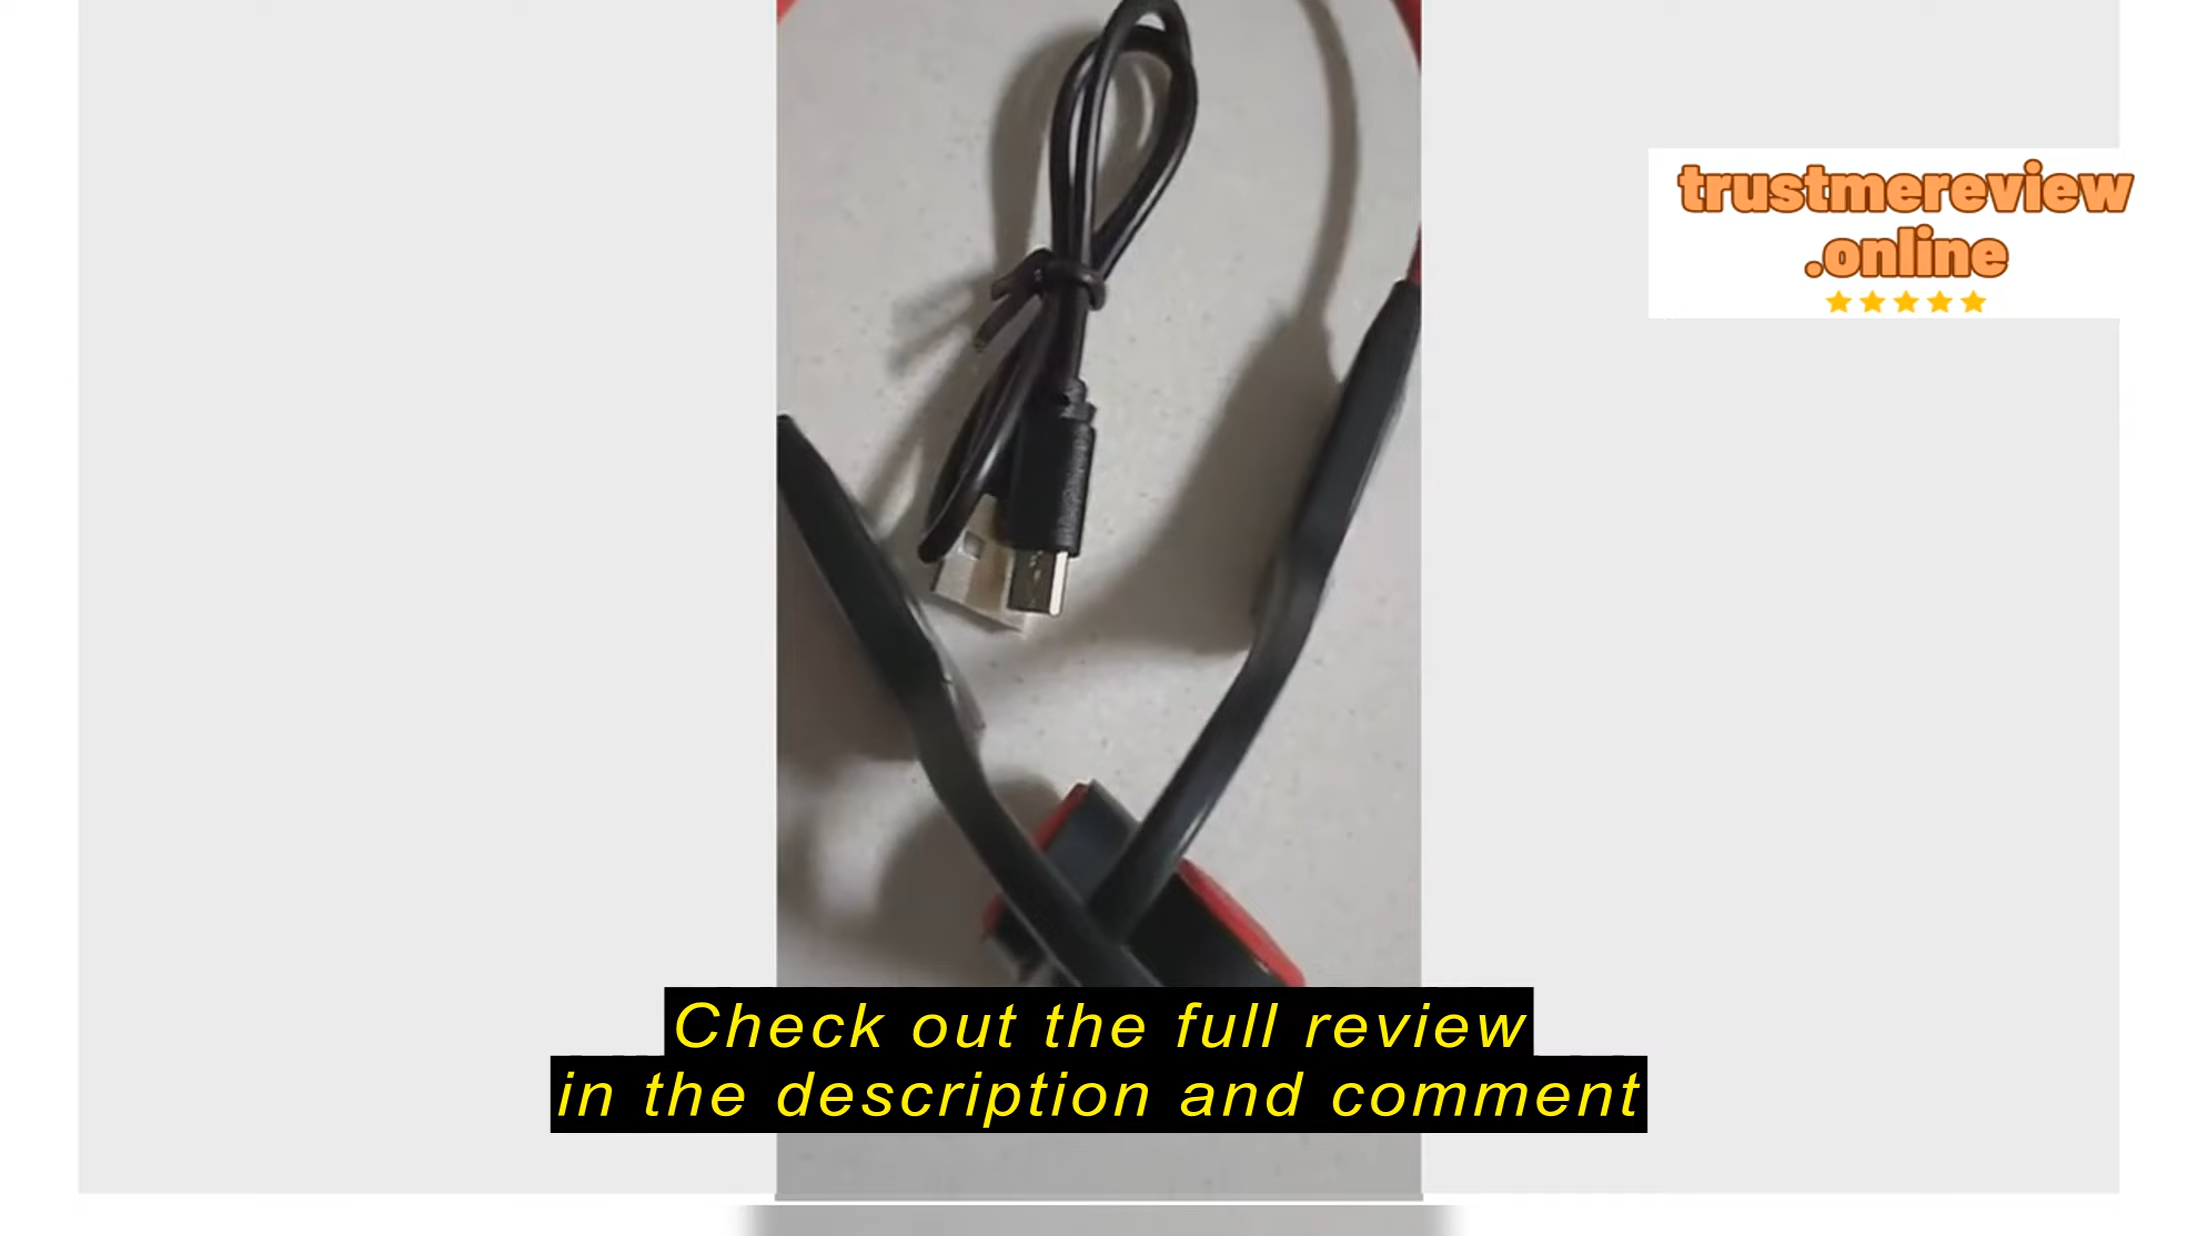 trustmereview
.online
Check out the full review
in the description and comment